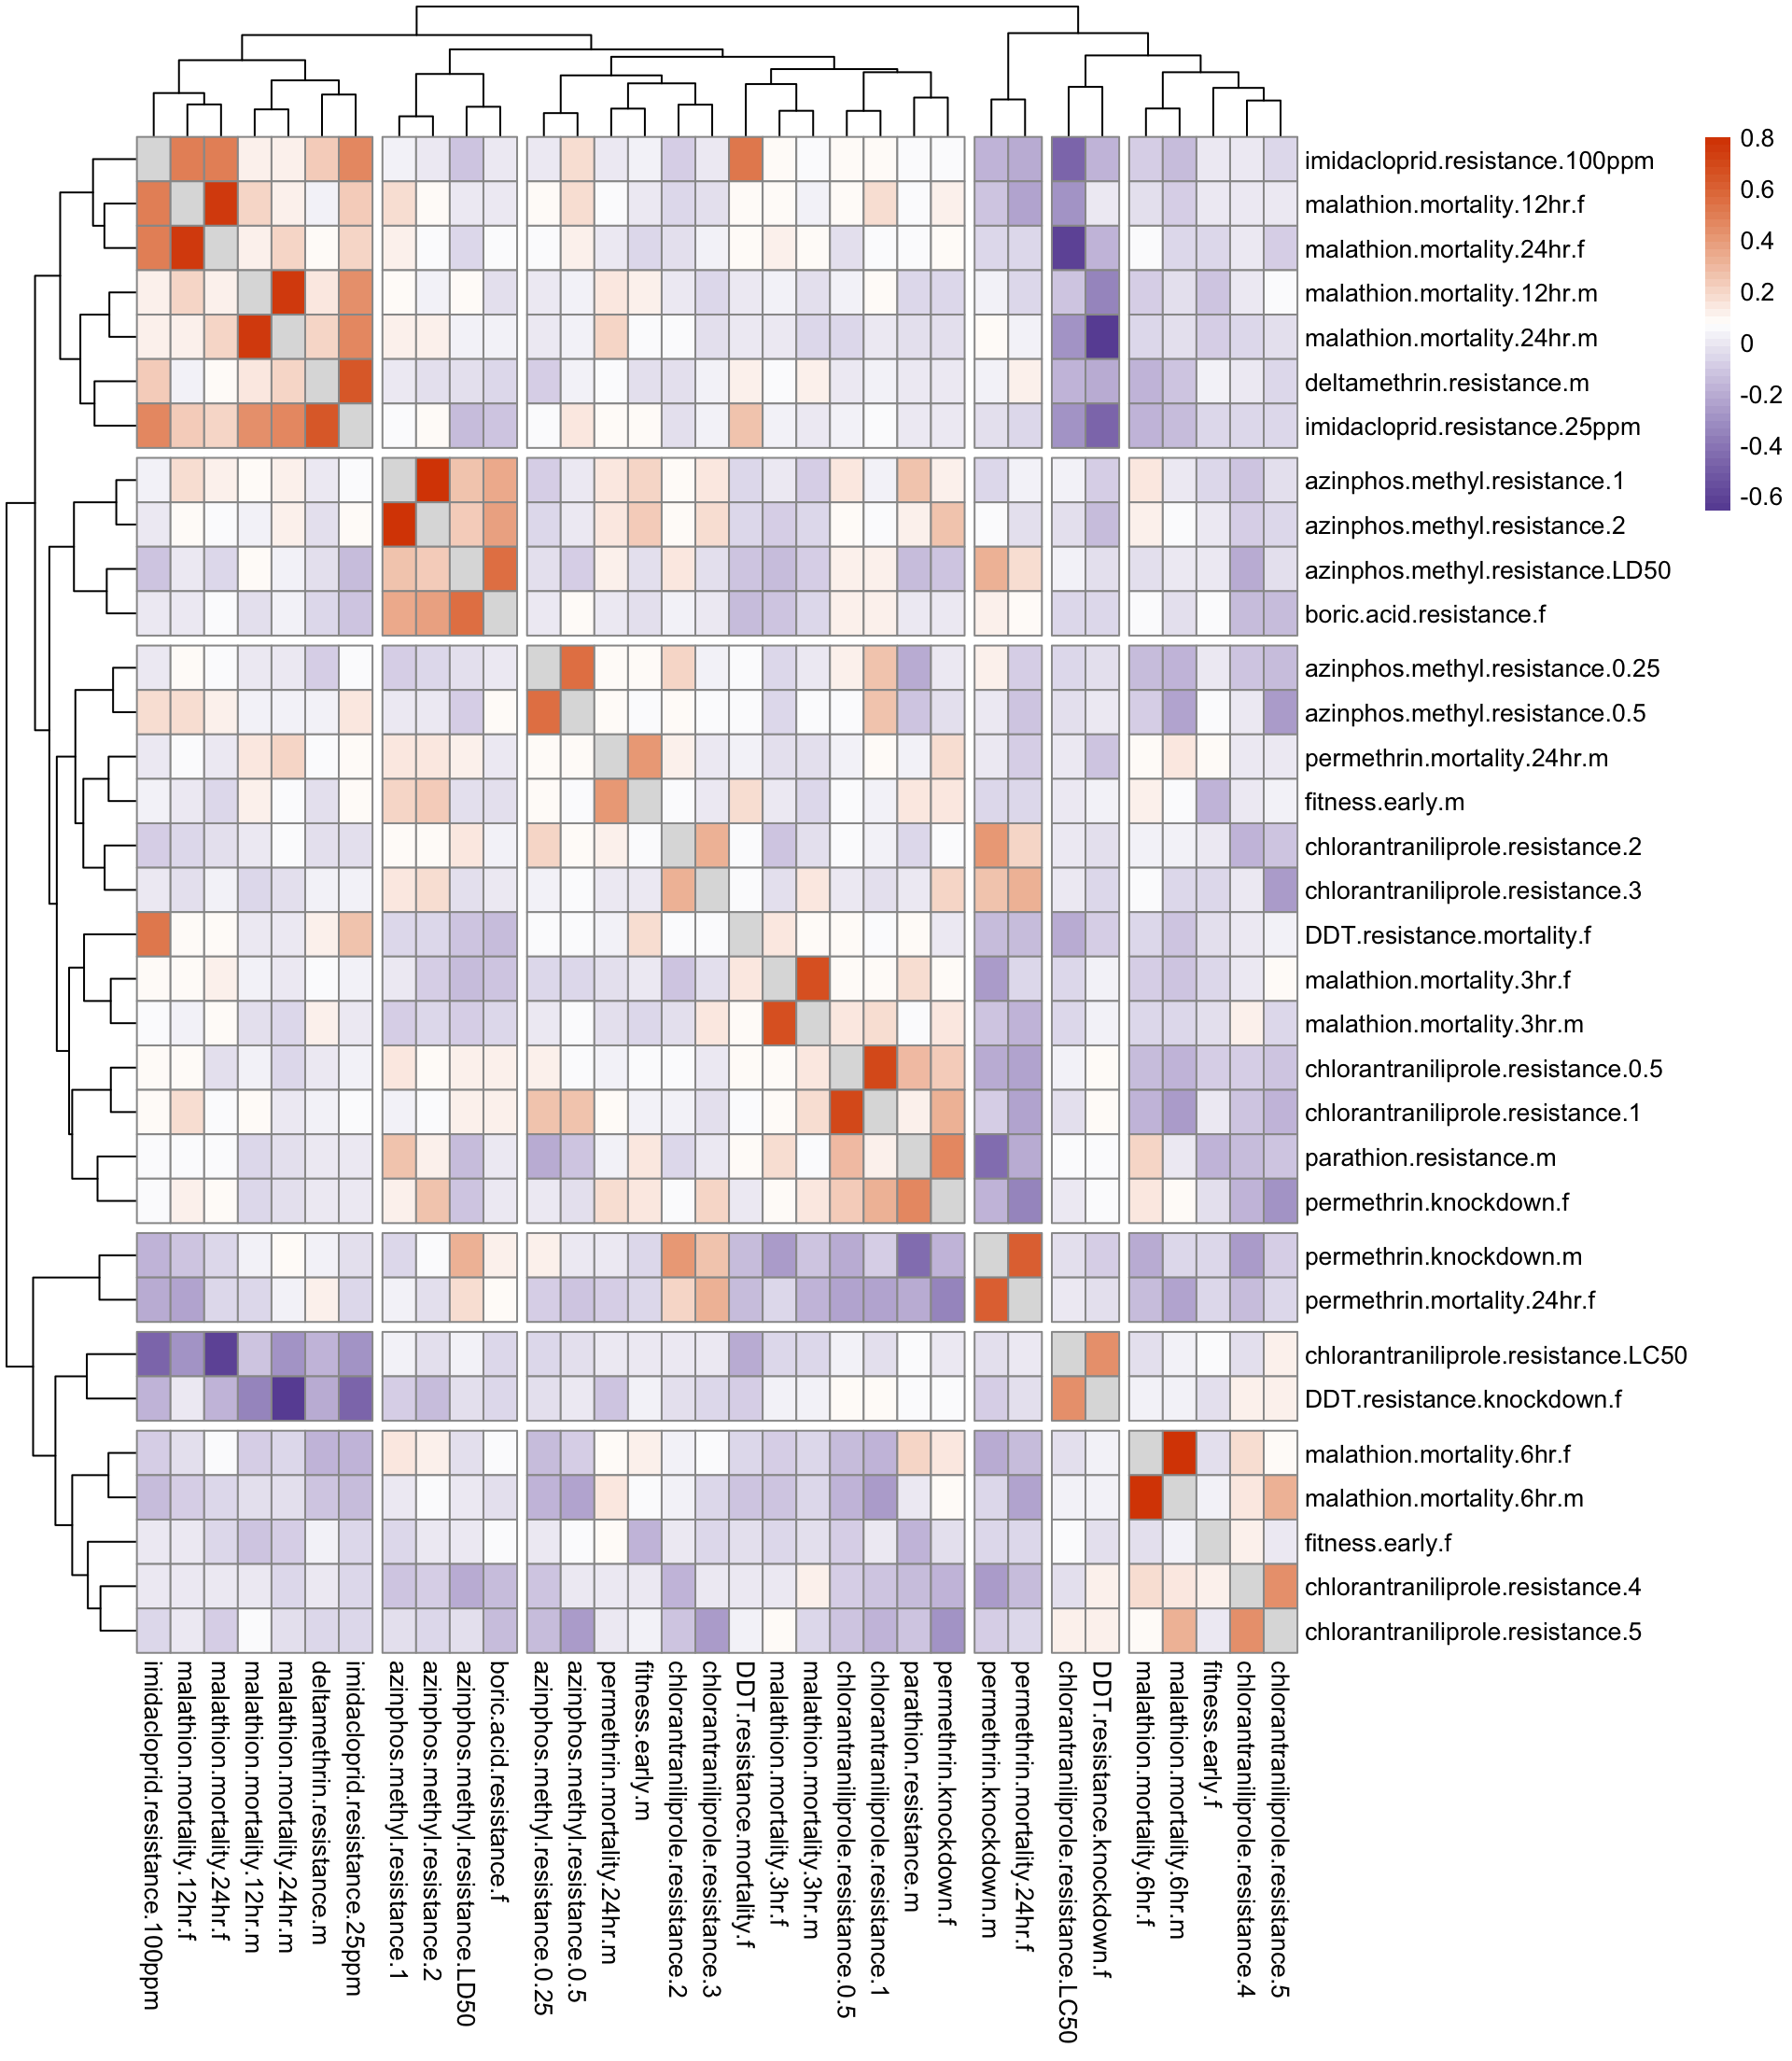 0.8
0.6
0.4
0.2
0
-0.2
-0.4
-0.6
imidacloprid.resistance.100ppm
malathion.mortality.12hr.f
malathion.mortality.24hr.f
malathion.mortality.12hr.m
malathion.mortality.24hr.m
deltamethrin.resistance.m
imidacloprid.resistance.25ppm
azinphos.methyl.resistance.1
azinphos.methyl.resistance.2
azinphos.methyl.resistance.LD50
boric.acid.resistance.f
azinphos.methyl.resistance.0.25
azinphos.methyl.resistance.0.5
permethrin.mortality.24hr.m
fitness.early.m
chlorantraniliprole.resistance.2
chlorantraniliprole.resistance.3
DDT.resistance.mortality.f
malathion.mortality.3hr.f
malathion.mortality.3hr.m
chlorantraniliprole.resistance.0.5
chlorantraniliprole.resistance.1
parathion.resistance.m
permethrin.knockdown.f
permethrin.knockdown.m
permethrin.mortality.24hr.f
chlorantraniliprole.resistance.LC50
DDT.resistance.knockdown.f
malathion.mortality.6hr.f
malathion.mortality.6hr.m
fitness.early.f
chlorantraniliprole.resistance.4
chlorantraniliprole.resistance.5
imidacloprid.resistance.100ppm
malathion.mortality.12hr.f
malathion.mortality.24hr.f
malathion.mortality.12hr.m
malathion.mortality.24hr.m
deltamethrin.resistance.m
imidacloprid.resistance.25ppm
azinphos.methyl.resistance.1
azinphos.methyl.resistance.2
azinphos.methyl.resistance.LD50
boric.acid.resistance.f
azinphos.methyl.resistance.0.25
azinphos.methyl.resistance.0.5
permethrin.mortality.24hr.m
fitness.early.m
chlorantraniliprole.resistance.2
chlorantraniliprole.resistance.3
DDT.resistance.mortality.f
malathion.mortality.3hr.f
malathion.mortality.3hr.m
chlorantraniliprole.resistance.0.5
chlorantraniliprole.resistance.1
parathion.resistance.m
permethrin.knockdown.f
permethrin.knockdown.m
permethrin.mortality.24hr.f
chlorantraniliprole.resistance.LC50
DDT.resistance.knockdown.f
malathion.mortality.6hr.f
malathion.mortality.6hr.m
fitness.early.f
chlorantraniliprole.resistance.4
chlorantraniliprole.resistance.5